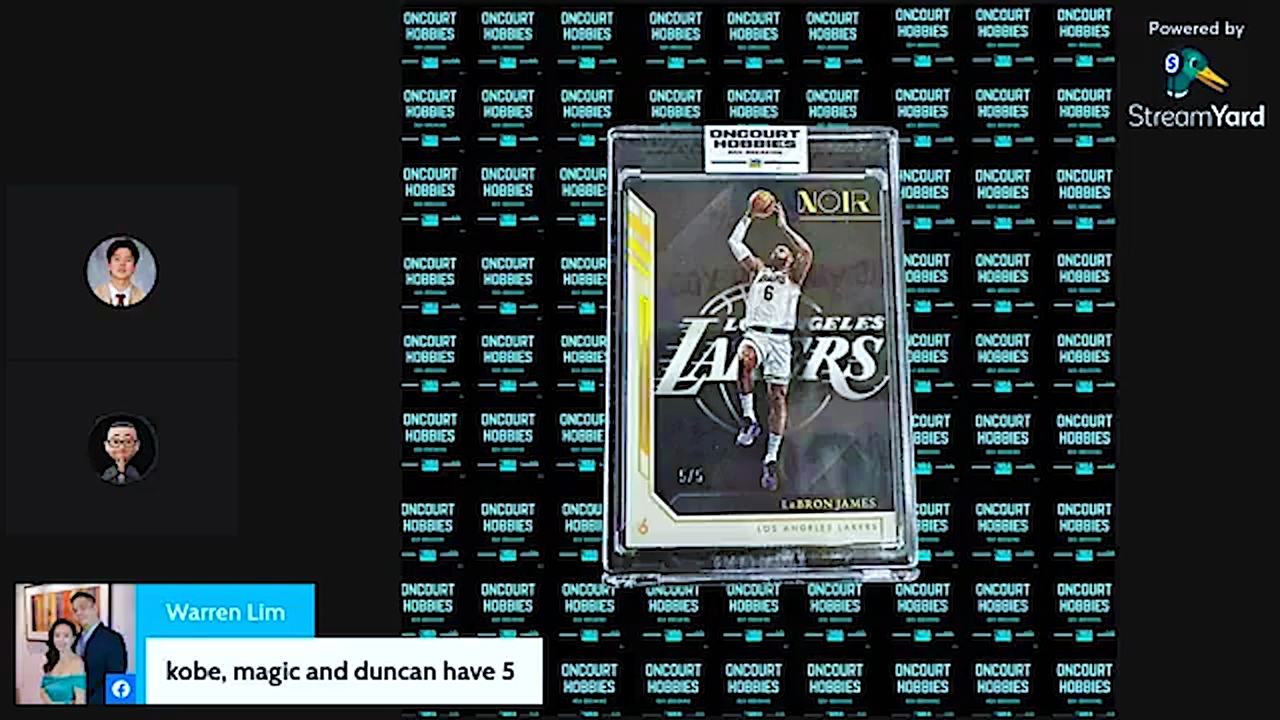 Powered by
StreamYard
ONCOURT
HOBBIES
NOIR
6
LOS ANGELES
LAKERS
5/5
LEBRON JAMES
6
LOS ANGELES LAKERS
Warren Lim
kobe, magic and duncan have 5